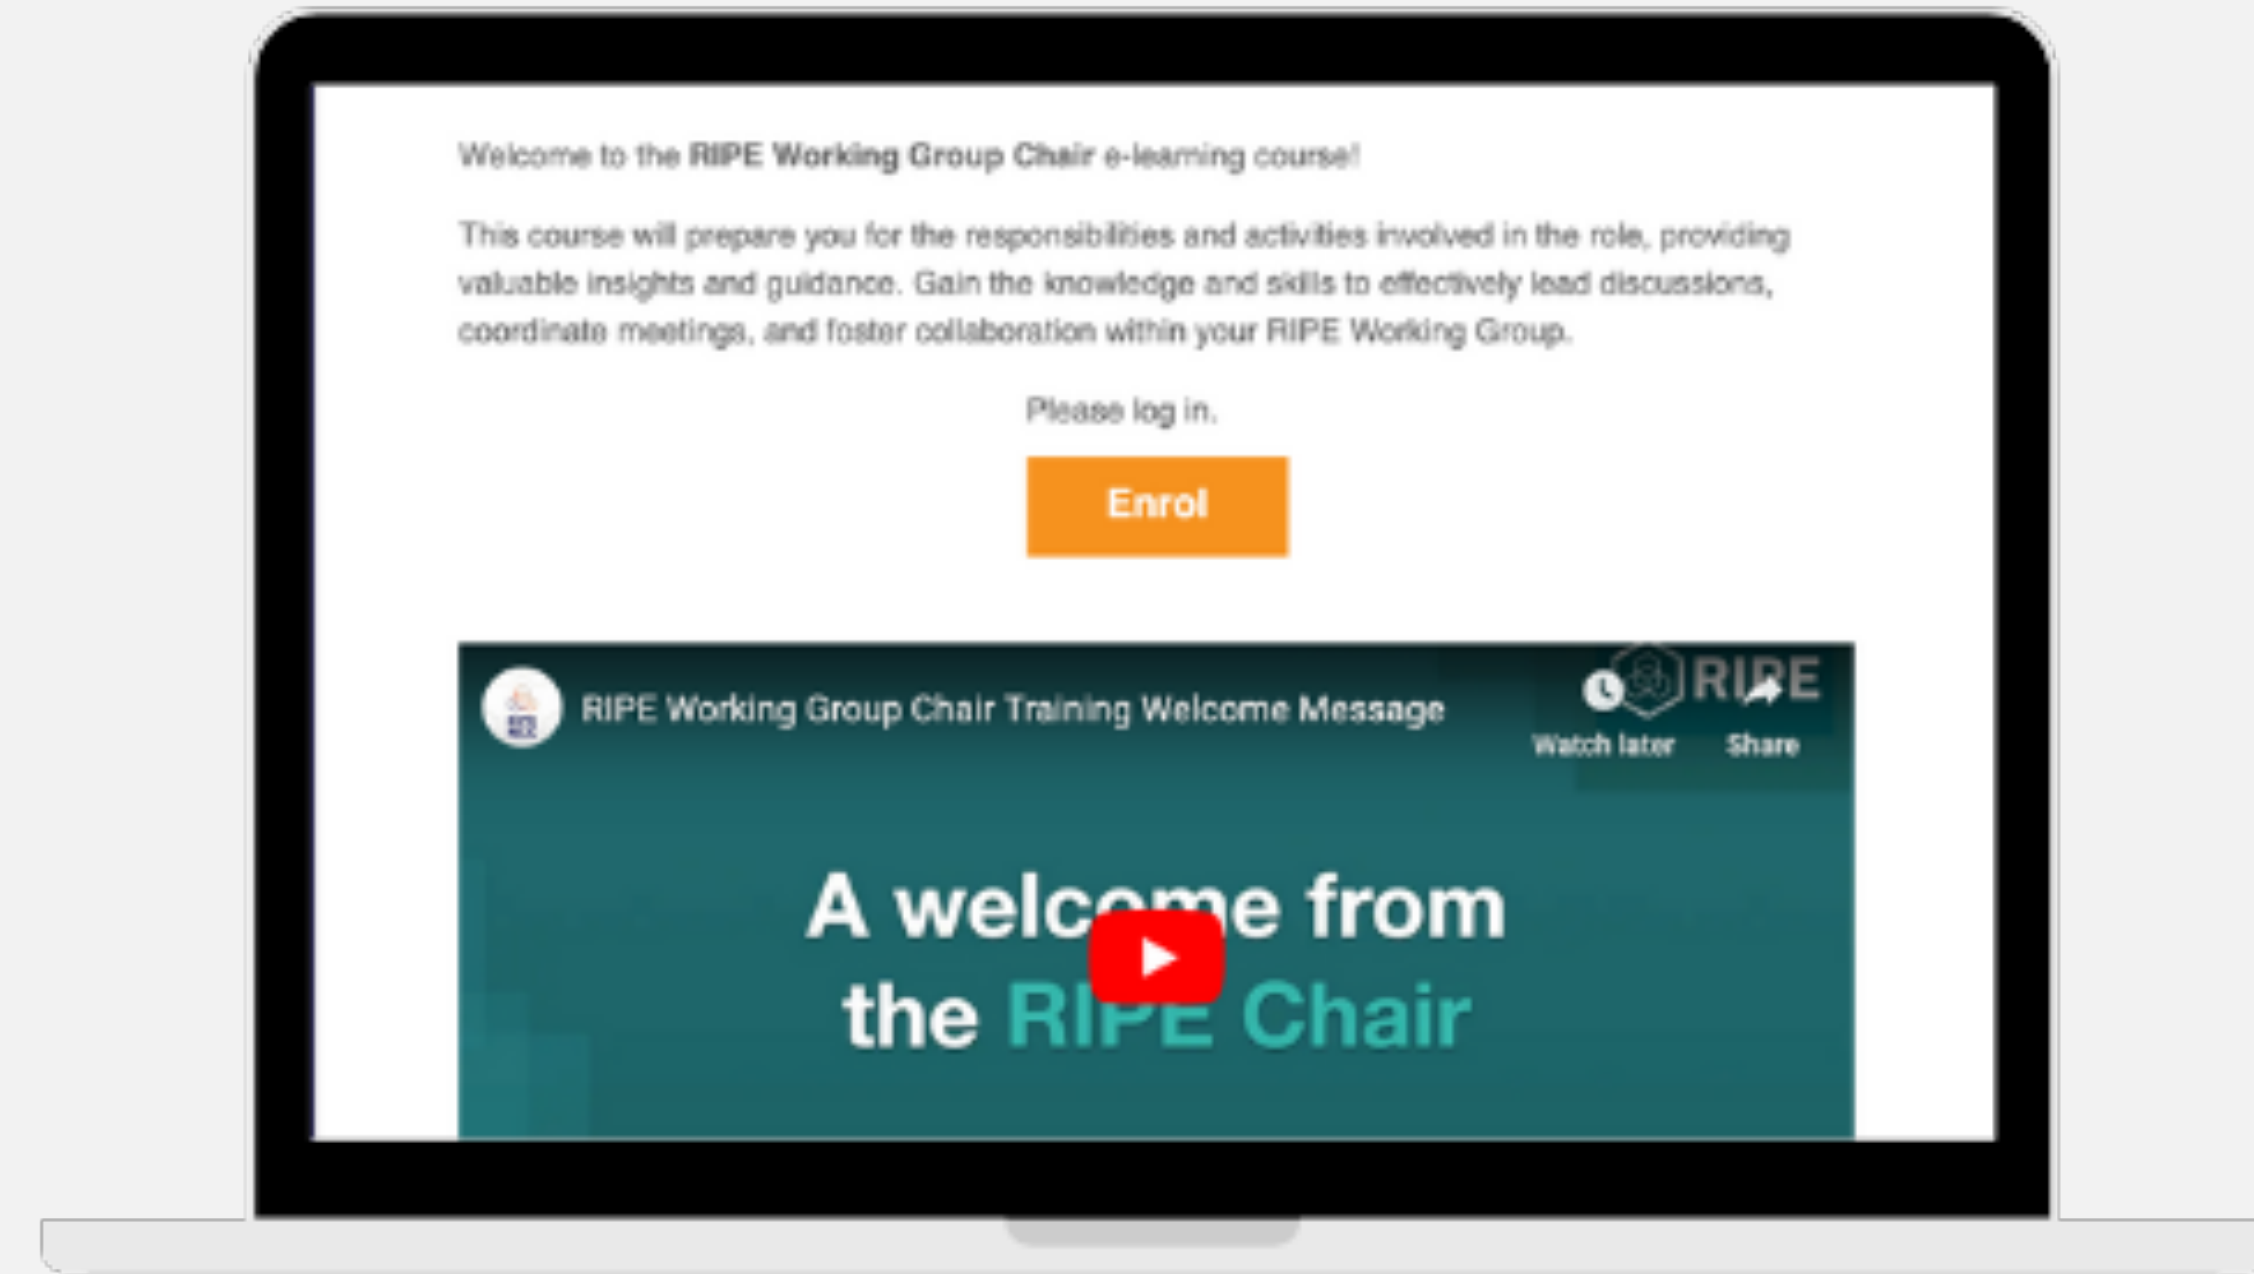 Welcome to the RIPE Working Group Chair e-learning course!
This course will prepare you for the responsibilities and activities involved in the role, providing
valuable insights and guidance. Gain the knowledge and skills to effectively lead discussions,
coordinate meetings, and foster collaboration within your RIPE Working Group.
Please log in.
Enrol
RIPE Working Group Chair Training Welcome Message
RIPE
Watch later
Share
A welcome from
the RIPE Chair